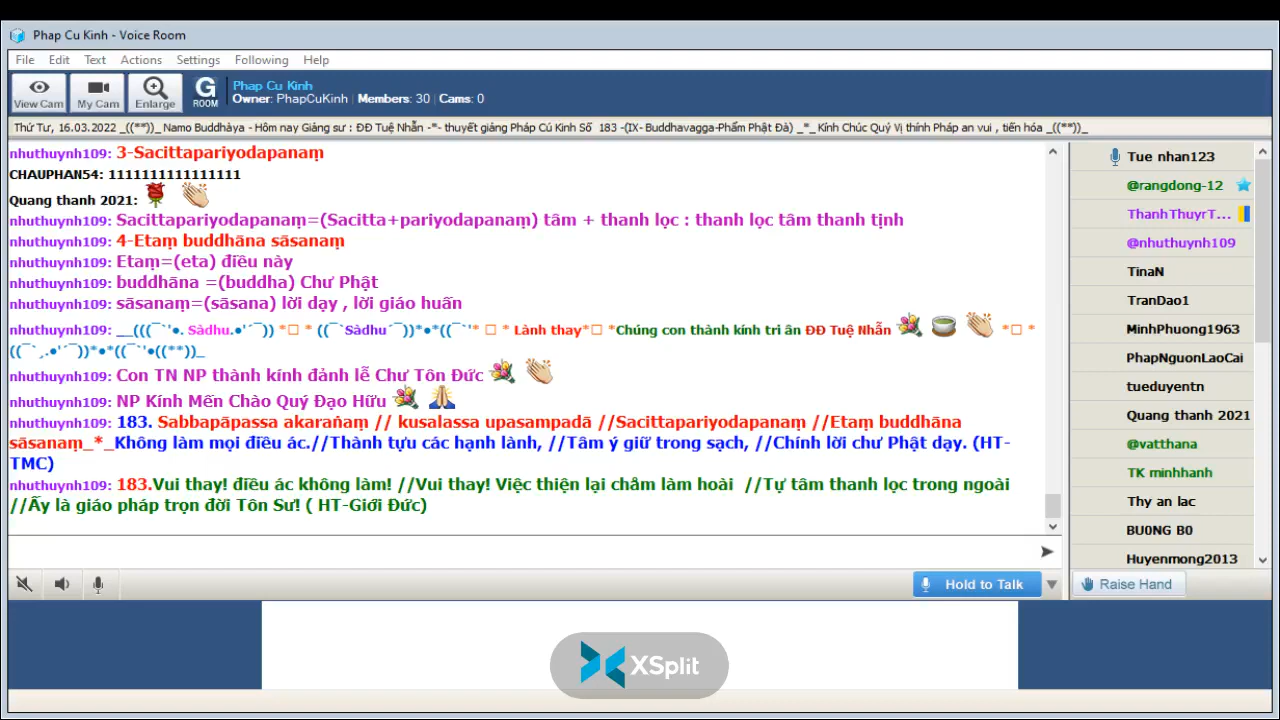 Phap Cu Kinh - Voice Room
File Edit Text Actions Settings Following Help
View Cam My Cam Enlarge G ROOM
Phap Cu Kinh
Owner: PhapCuKinh Members: 30 Cams: 0
Thứ Tư, 16.03.2022 _((**))_ Namo Buddhàya - Hôm nay Giảng sư : ĐĐ Tuệ Nhẫn -*- thuyết giảng Pháp Cú Kinh Số 183 -(IX- Buddhavagga-Phẩm Phật Đà) _*_ Kính Chúc Quý Vị thính Pháp an vui , tiến hóa _((**))_
nhuthuynh109: 3-Sacittapariyodapanaṃ
CHAUPHAN54: 1111111111111111
Quang thanh 2021:
nhuthuynh109: Sacittapariyodapanaṃ=(Sacitta+pariyodapanaṃ) tâm + thanh lọc : thanh lọc tâm thanh tịnh
nhuthuynh109: 4-Etaṃ buddhāna sāsanaṃ
nhuthuynh109: Etaṃ=(eta) điều này
nhuthuynh109: buddhāna =(buddha) Chư Phật
nhuthuynh109: sāsanaṃ=(sāsana) lời dạy , lời giáo huấn
nhuthuynh109: __(((¯`'●. Sàdhu.●'´¯)) *□ * ((¯`Sàdhu´¯))*●*((¯`'* □ * Lành thay*□ *Chúng con thành kính tri ân ĐĐ Tuệ Nhẫn *□ *
((¯`´.●'´¯))*●*((¯`'●((**))_
nhuthuynh109: Con TN NP thành kính đảnh lễ Chư Tôn Đức
nhuthuynh109: NP Kính Mến Chào Quý Đạo Hữu
nhuthuynh109: 183. Sabbapāpassa akaraṅaṃ // kusalassa upasampadā //Sacittapariyodapanaṃ //Etaṃ buddhāna
sāsanaṃ_*_Không làm mọi điều ác.//Thành tựu các hạnh lành, //Tâm ý giữ trong sạch, //Chính lời chư Phật dạy. (HT-
TMC)
nhuthuynh109: 183.Vui thay! điều ác không làm! //Vui thay! Việc thiện lại chăm làm hoài //Tự tâm thanh lọc trong ngoài
//Ấy là giáo pháp trọn đời Tôn Sư! ( HT-Giới Đức)
Hold to Talk
Tue nhan123
@rangdong-12
ThanhThuyrT...
@nhuthuynh109
TinaN
TranDao1
MinhPhuong1963
PhapNguonLaoCai
tueduyentn
Quang thanh 2021
@vatthana
TK minhhanh
Thy an lac
BU0NG B0
Huyenmong2013
Raise Hand
XSplit